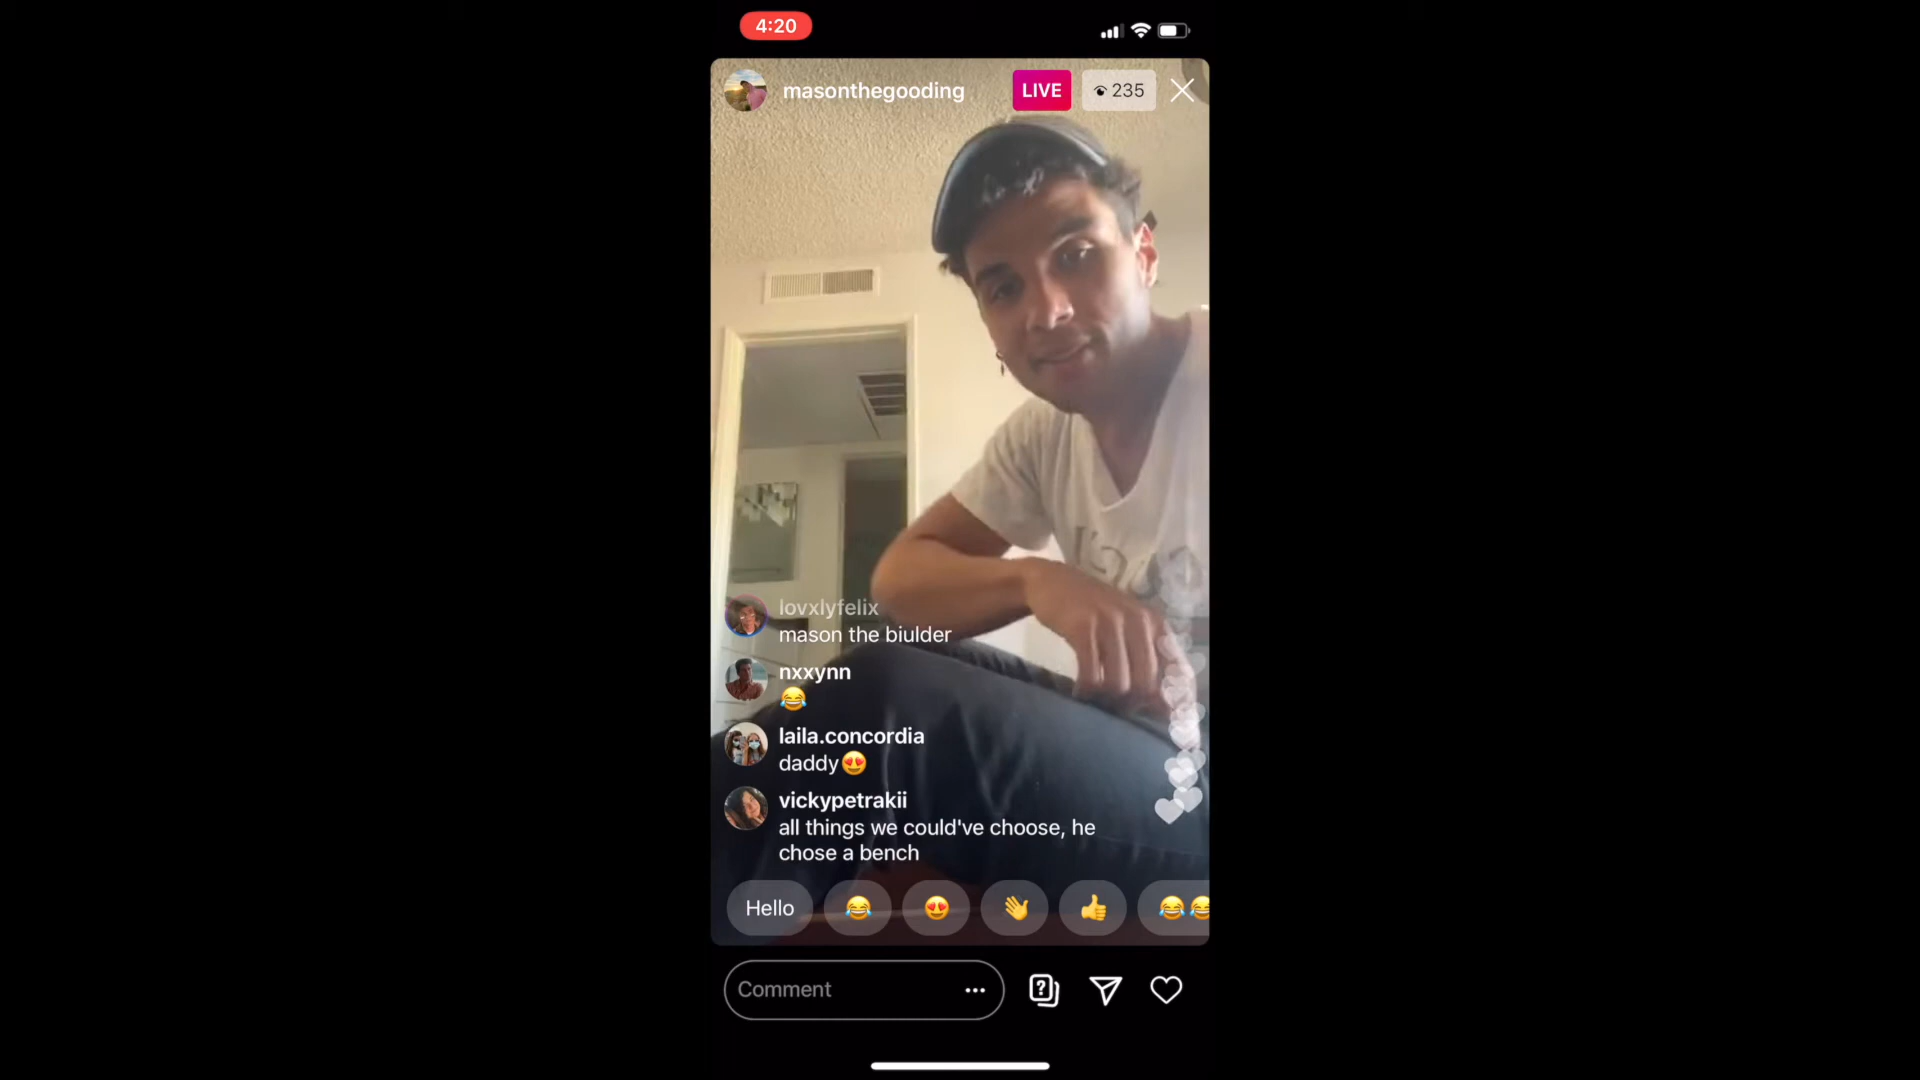 4:20
masonthegooding LIVE 235
lovxlyfelix
mason the biulder
nxxynn
😂
laila.concordia
daddy😍
vickypetrakii
all things we could've choose, he
chose a bench
Hello 😂 😍 👋 👍 😂😂
Comment